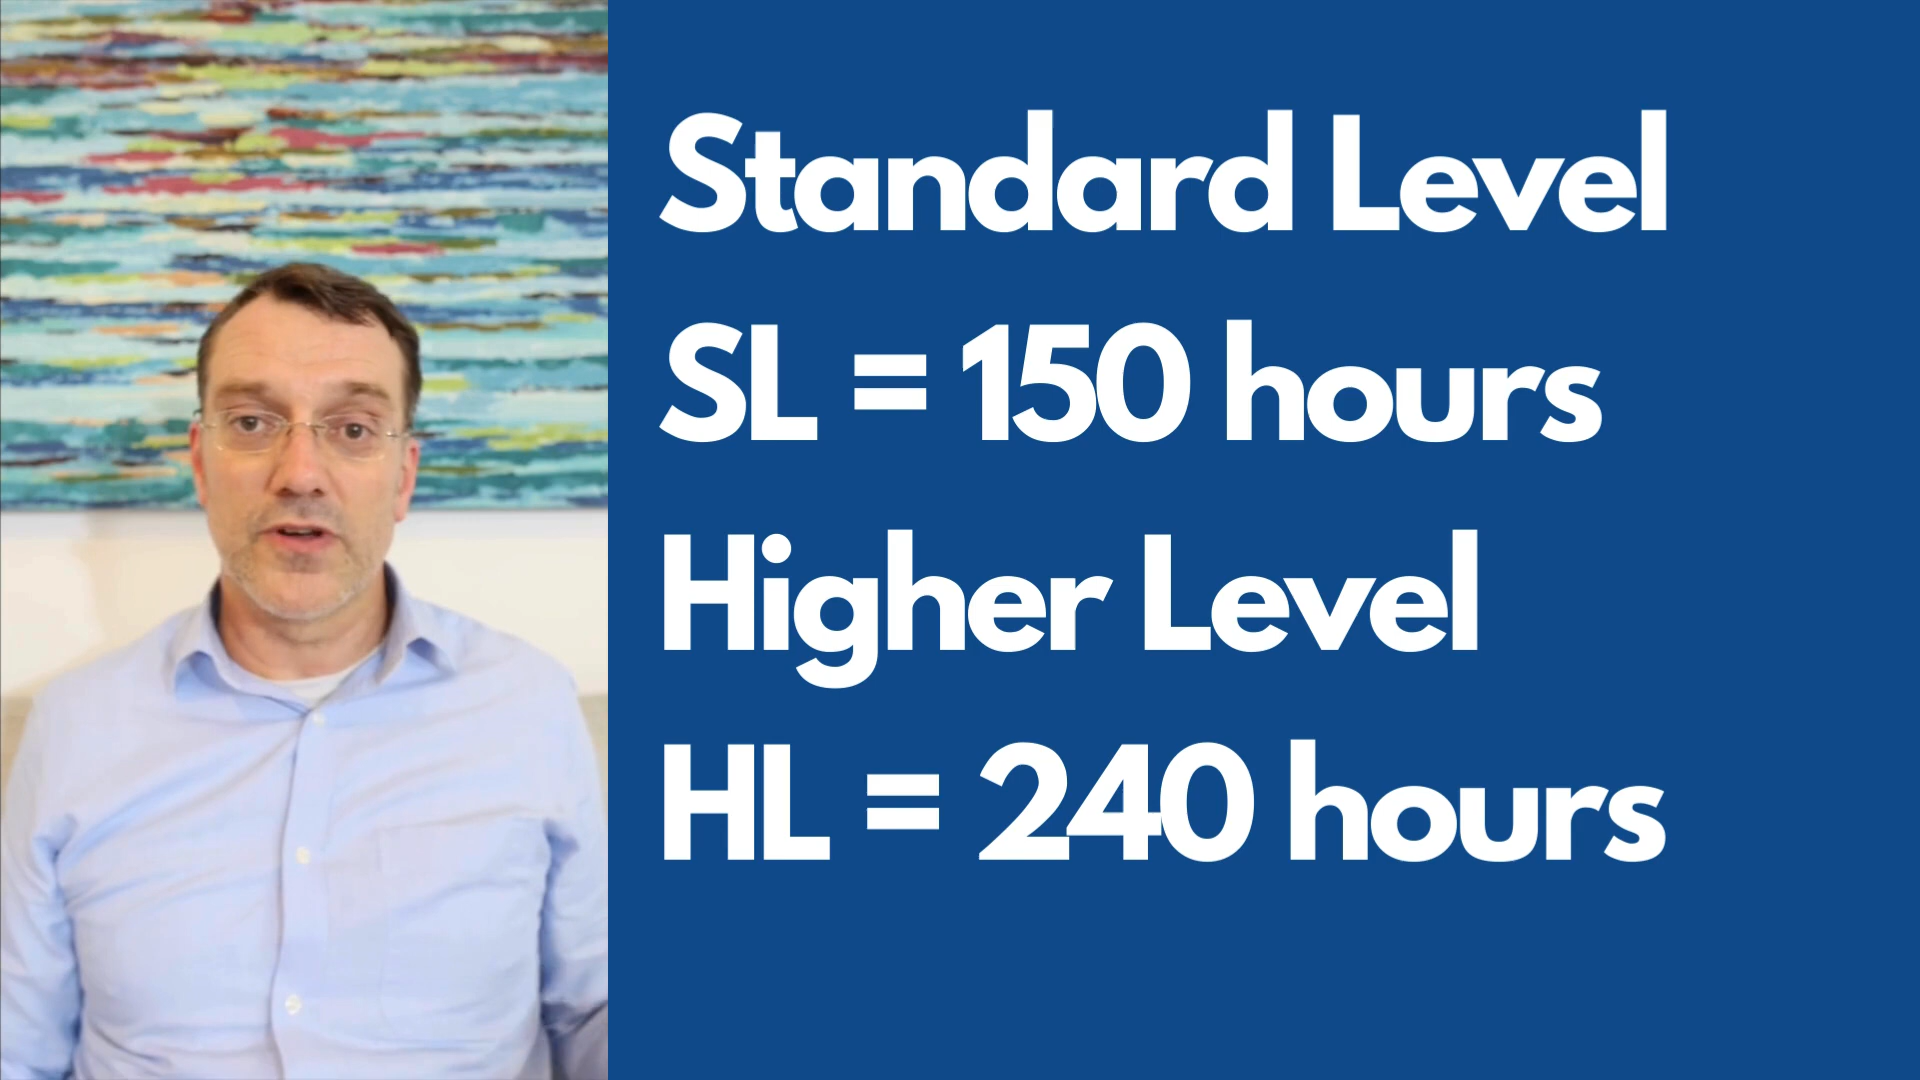 Standard Level
SL = 150 hours
Higher Level
HL = 240 hours